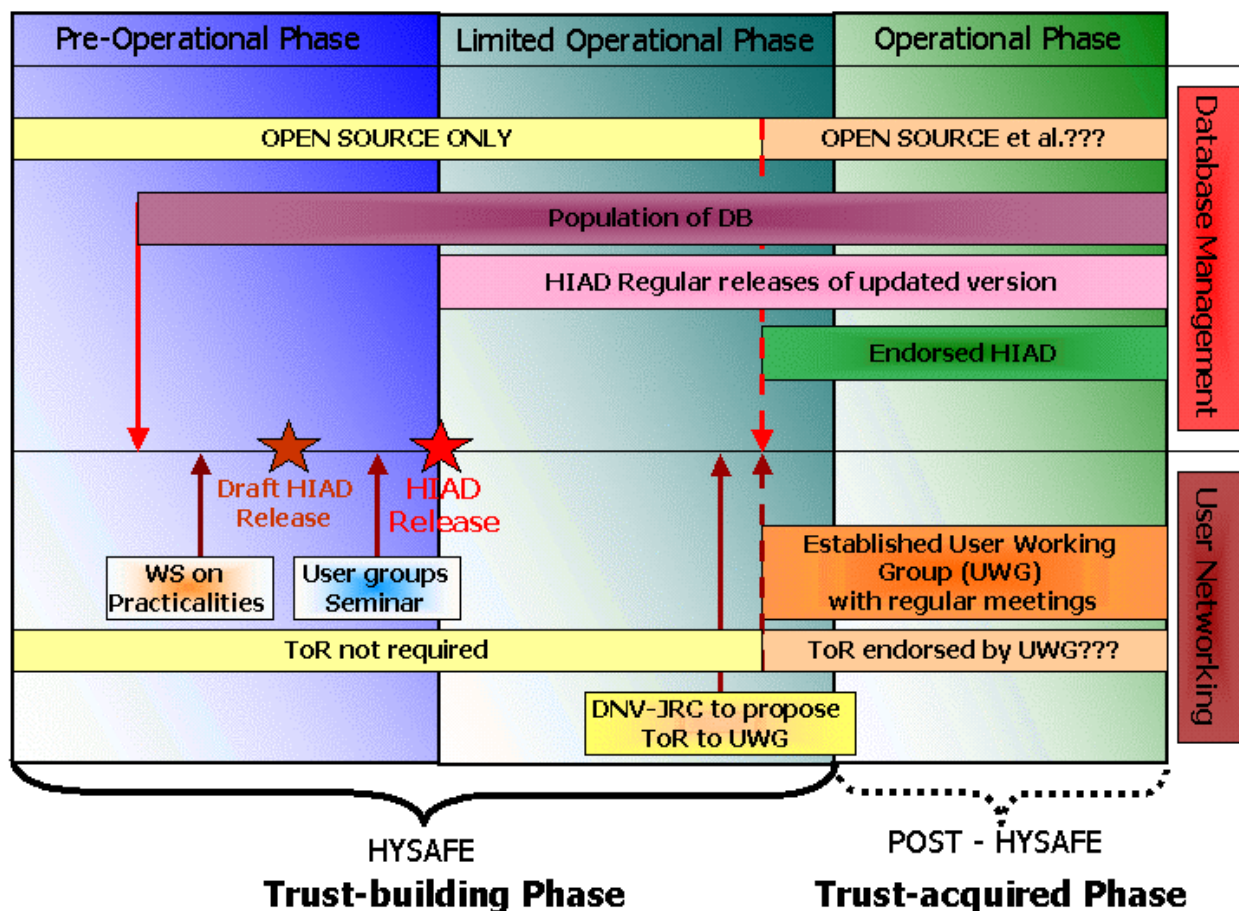 Pre-Operational Phase
Limited Operational Phase
Operational Phase
Database Management
OPEN SOURCE ONLY
OPEN SOURCE et al.???
Population of DB
HIAD Regular releases of updated version
Endorsed HIAD
Draft HIAD
Release
HIAD
Release
User Networking
WS on
Practicalities
User groups
Seminar
Established User Working
Group (UWG)
with regular meetings
ToR not required
ToR endorsed by UWG???
DNV-JRC to propose
ToR to UWG
HYSAFE
Trust-building Phase
POST - HYSAFE
Trust-acquired Phase